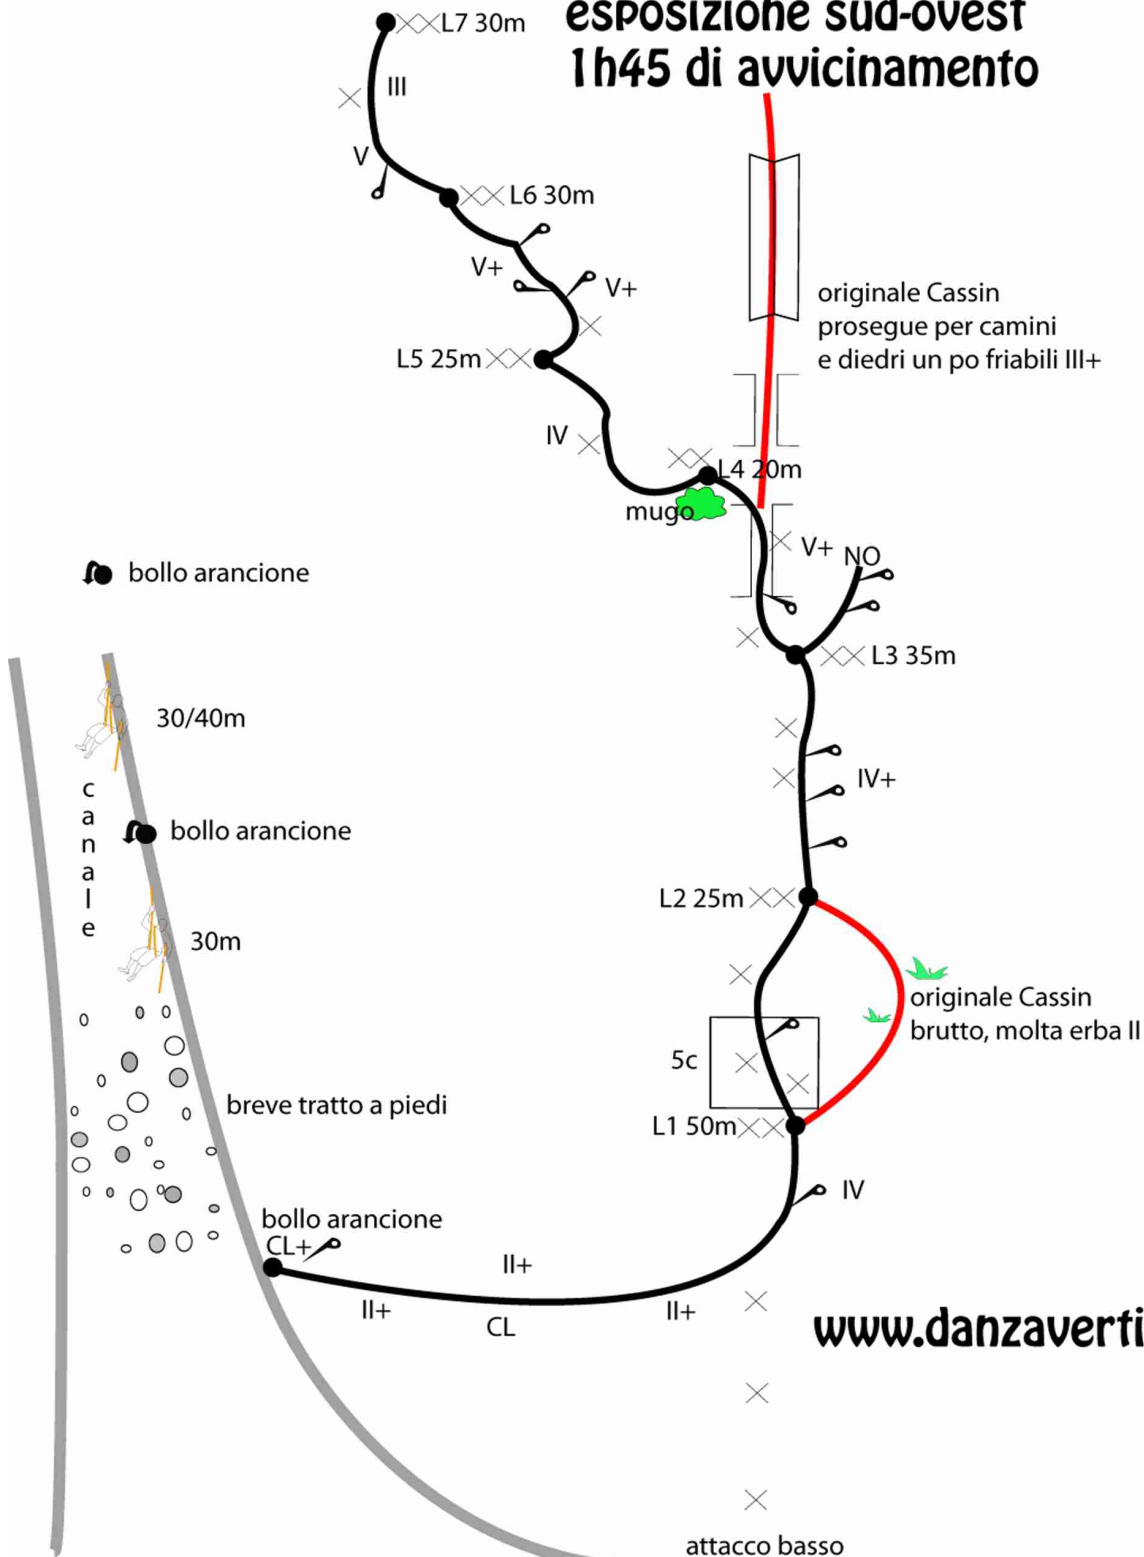 esposizione sud-ovest
1h45 di avvicinamento
L7 30m
III
V
L6 30m
V+
V+
originale Cassin
prosegue per camini
e diedri un po friabili III+
L5 25m
IV
L4 20m
mugo
V+
NO
bollo arancione
L3 35m
30/40m
canale
IV+
bollo arancione
L2 25m
30m
originale Cassin
brutto, molta erba II
5c
breve tratto a piedi
L1 50m
IV
bollo arancione
CL+
II+
II+
II+
CL
www.danzaverti
attacco basso